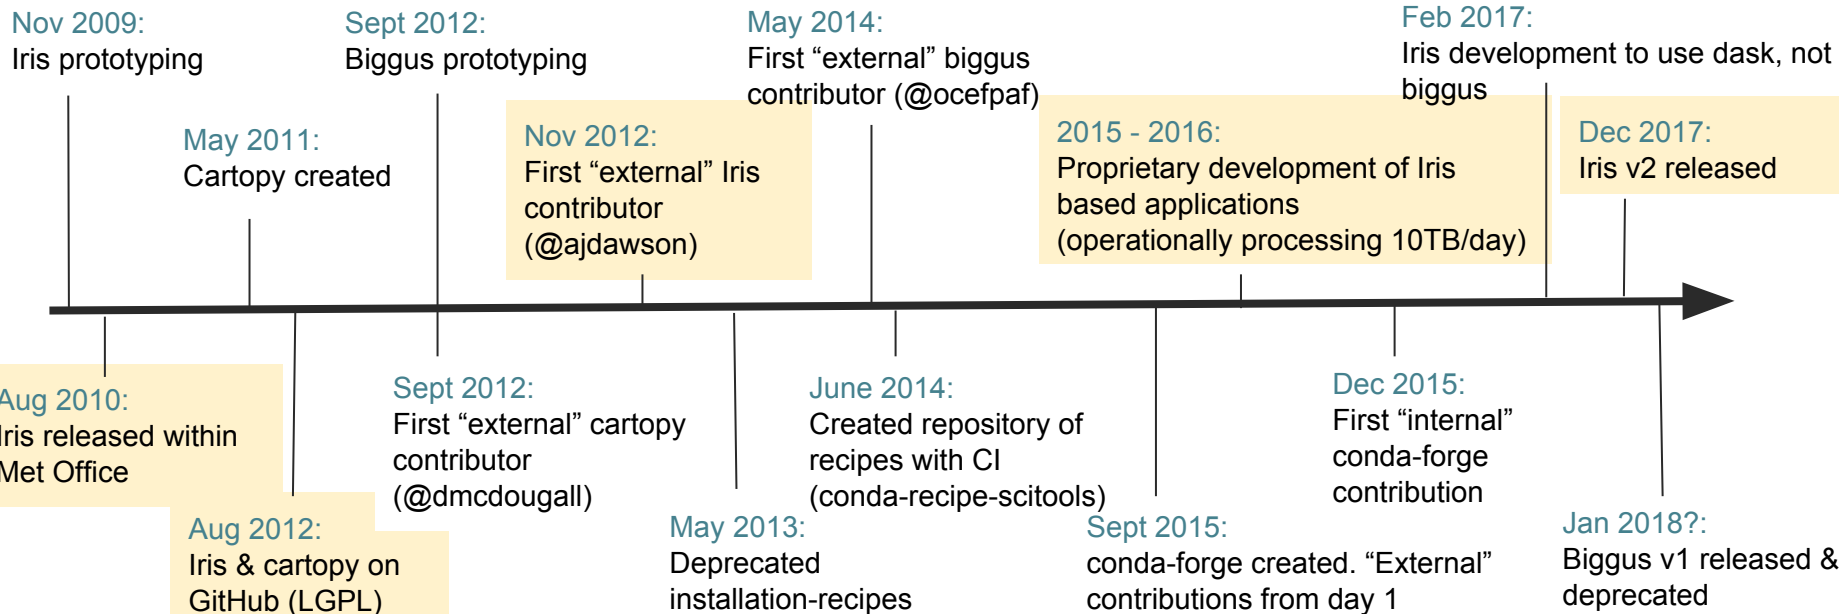 Nov 2009:
Iris prototyping
May 2011:
Cartopy created
Sept 2012:
Biggus prototyping
Nov 2012:
First “external” Iris
contributor
(@ajdawson)
May 2014:
First “external” biggus
contributor (@ocefpaf)
2015 - 2016:
Proprietary development of Iris
based applications
(operationally processing 10TB/day)
Feb 2017:
Iris development to use dask, not
biggus
Dec 2017:
Iris v2 released
Aug 2010:
Iris released within
Met Office
Aug 2012:
Iris & cartopy on
GitHub (LGPL)
Sept 2012:
First “external” cartopy
contributor
(@dmcdougall)
May 2013:
Deprecated
installation-recipes
June 2014:
Created repository of
recipes with CI
(conda-recipe-scitools)
Sept 2015:
conda-forge created. “External”
contributions from day 1
Dec 2015:
First “internal”
conda-forge
contribution
Jan 2018?:
Biggus v1 released &
deprecated